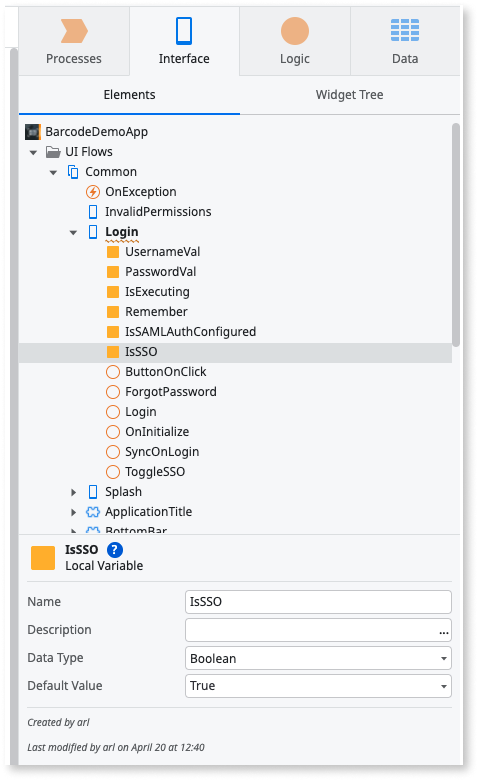 Processes
Interface
Logic
Data
Elements
Widget Tree
BarcodeDemoApp
UI Flows
Common
OnException
InvalidPermissions
Login
UsernameVal
PasswordVal
IsExecuting
Remember
IsSAMLAuthConfigured
IsSSO
ButtonOnClick
ForgotPassword
Login
OnInitialize
SyncOnLogin
ToggleSSO
Splash
ApplicationTitle
BottomBar
IsSSO ?
Local Variable
Name IsSSO
Description ...
Data Type Boolean
Default Value True
Created by arl
Last modified by arl on April 20 at 12:40